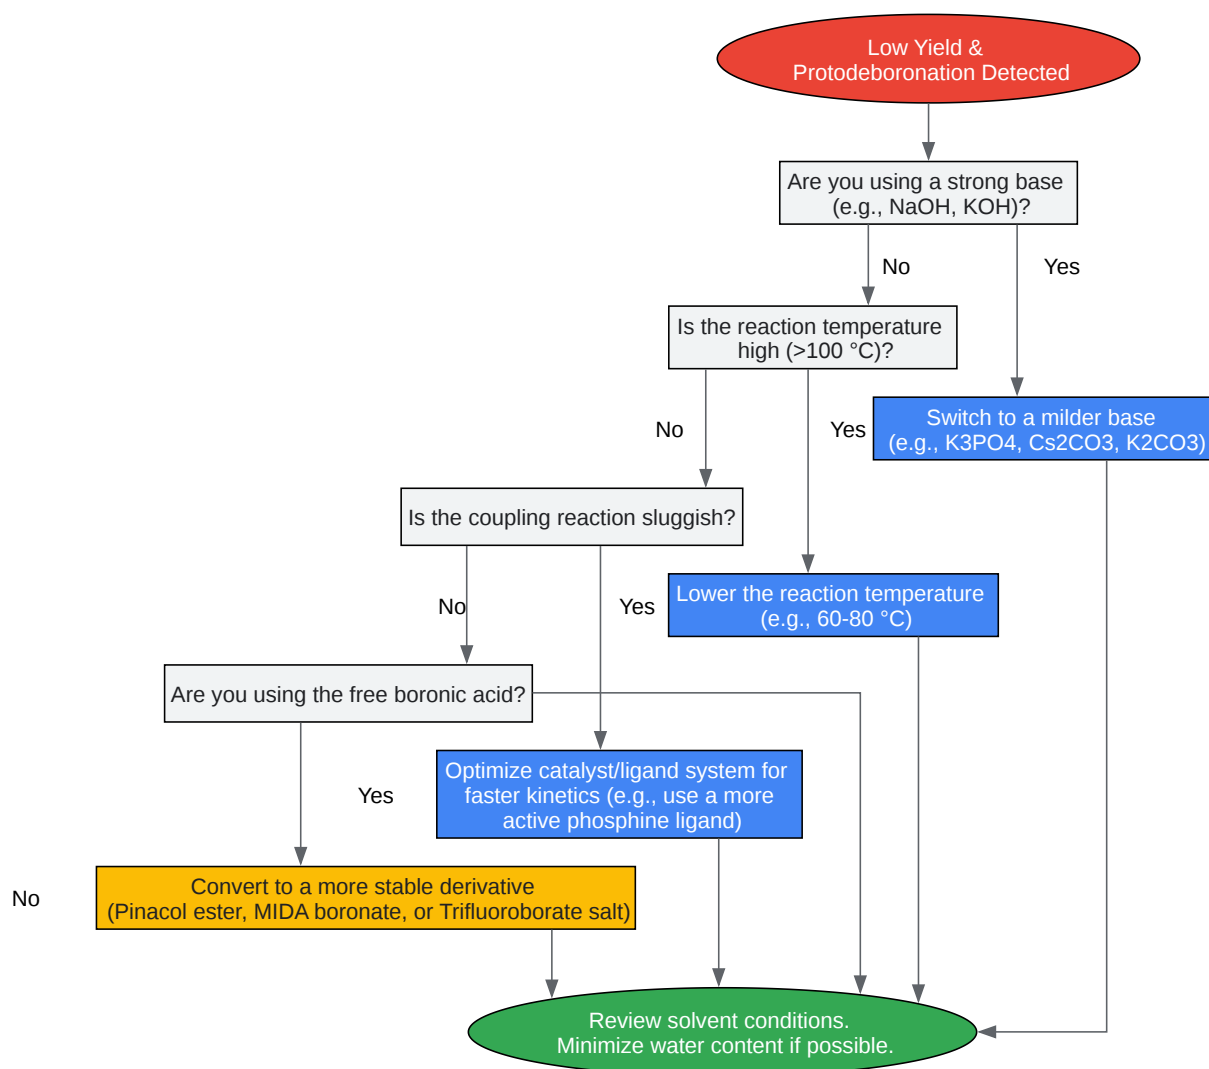 Low Yield &
Protodeboronation Detected
Are you using a strong base
(e.g., NaOH, KOH)?
No
Yes
Is the reaction temperature
high (>100 °C)?
No
Yes
Switch to a milder base
(e.g., K3PO4, Cs2CO3, K2CO3)
Is the coupling reaction sluggish?
No
Yes
Lower the reaction temperature
(e.g., 60-80 °C)
Are you using the free boronic acid?
Yes
Optimize catalyst/ligand system for
faster kinetics (e.g., use a more
active phosphine ligand)
No
Convert to a more stable derivative
(Pinacol ester, MIDA boronate, or Trifluoroborate salt)
Review solvent conditions.
Minimize water content if possible.